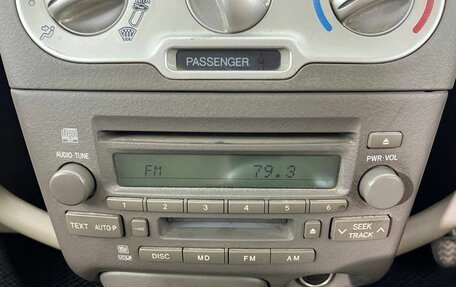 PASSENGER
AUDIO·TUNE
PWR·VOL
FM 79.3
1 2 3 4 5 6
TEXT AUTO·P
SEEK
TRACK
DISC MD FM AM